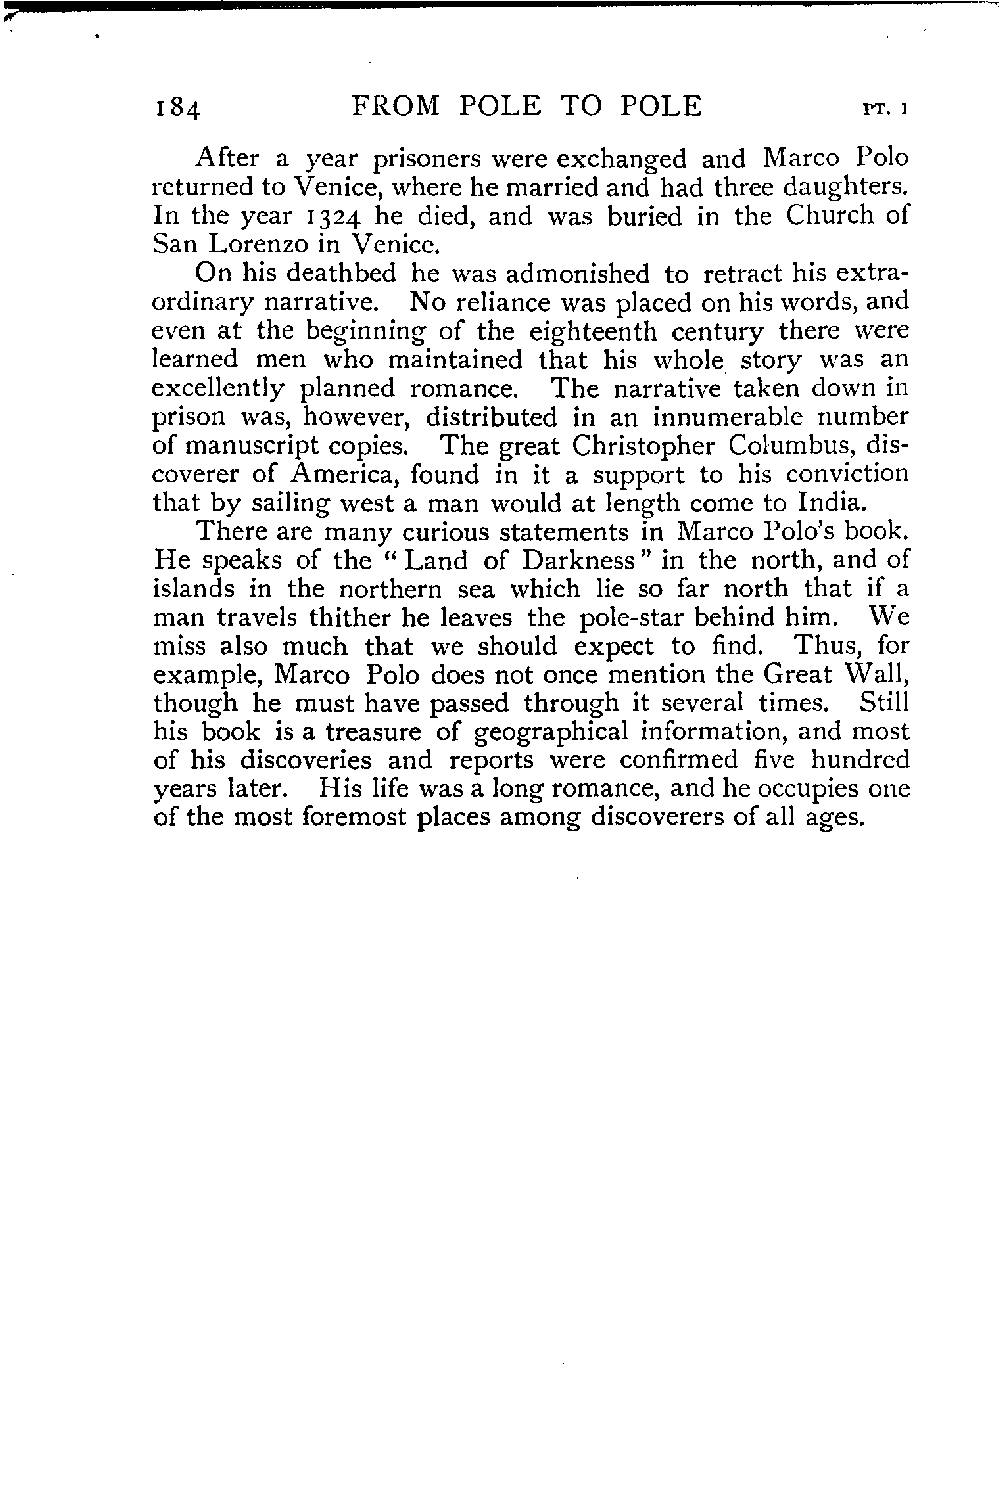 184 FROM POLE TO POLE PT. I
After a year prisoners were exchanged and Marco Polo
returned to Venice, where he married and had three daughters.
In the year 1324 he died, and was buried in the Church of
San Lorenzo in Venice.
On his deathbed he was admonished to retract his extra-
ordinary narrative. No reliance was placed on his words, and
even at the beginning of the eighteenth century there were
learned men who maintained that his whole story was an
excellently planned romance. The narrative taken down in
prison was, however, distributed in an innumerable number
of manuscript copies. The great Christopher Columbus, dis-
coverer of America, found in it a support to his conviction
that by sailing west a man would at length come to India.
There are many curious statements in Marco Polo's book.
He speaks of the "Land of Darkness" in the north, and of
islands in the northern sea which lie so far north that if a
man travels thither he leaves the pole-star behind him. We
miss also much that we should expect to find. Thus, for
example, Marco Polo does not once mention the Great Wall,
though he must have passed through it several times. Still
his book is a treasure of geographical information, and most
of his discoveries and reports were confirmed five hundred
years later. His life was a long romance, and he occupies one
of the most foremost places among discoverers of all ages.